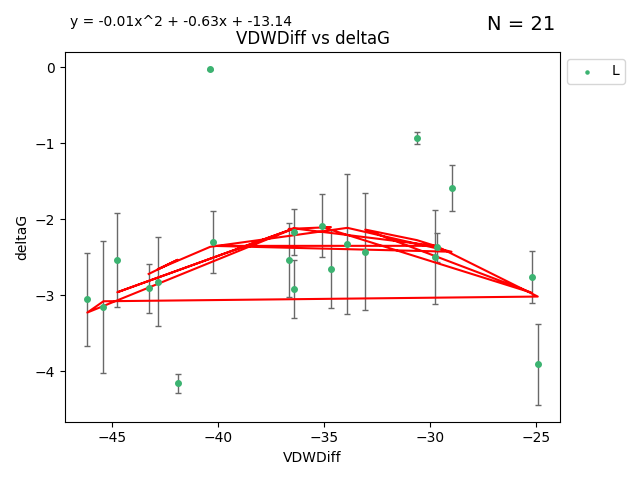 y = -0.01x^2 + -0.63x + -13.14
N = 21
VDWDiff vs deltaG
L
0
−1
−2
−3
−4
deltaG
−45 −40 −35 −30 −25
VDWDiff